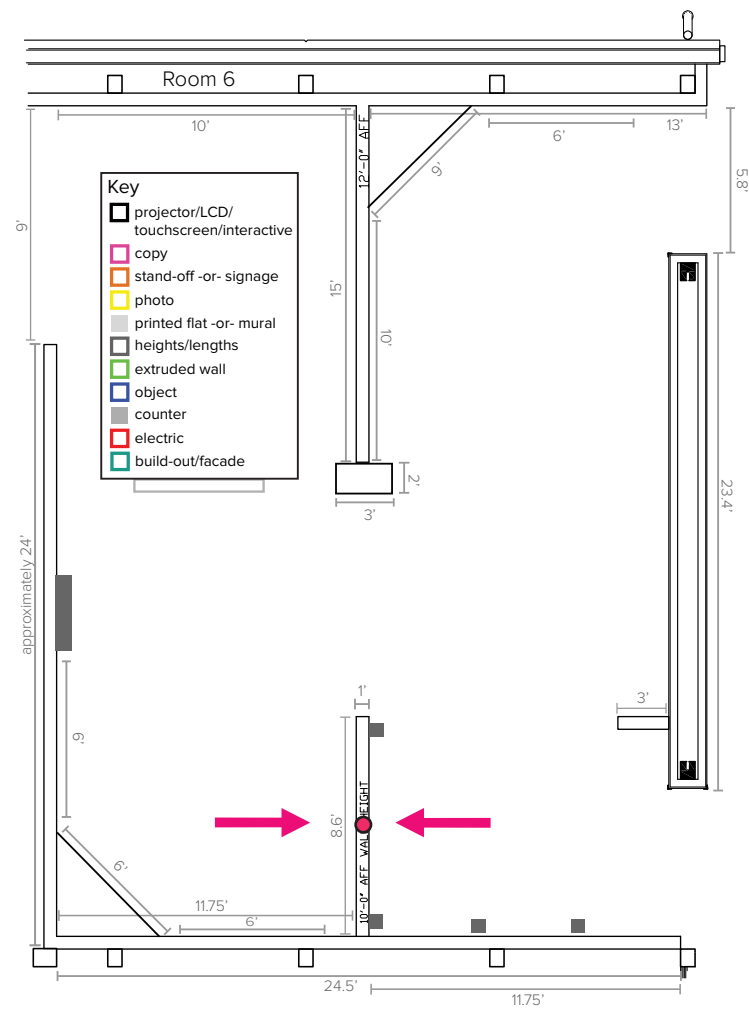 Room 6
10'
12'-0" AFF
6'
13'
9'
5.8'
9'
15'
10'
Key
projector/LCD/
touchscreen/interactive
copy
stand-off -or- signage
photo
printed flat -or- mural
heights/lengths
extruded wall
object
counter
electric
build-out/facade
2'
3'
23.4'
approximately 24'
1'
3'
9'
8.6'
10'-0" AFF WALL HEIGHT
6'
11.75'
6'
24.5'
11.75'